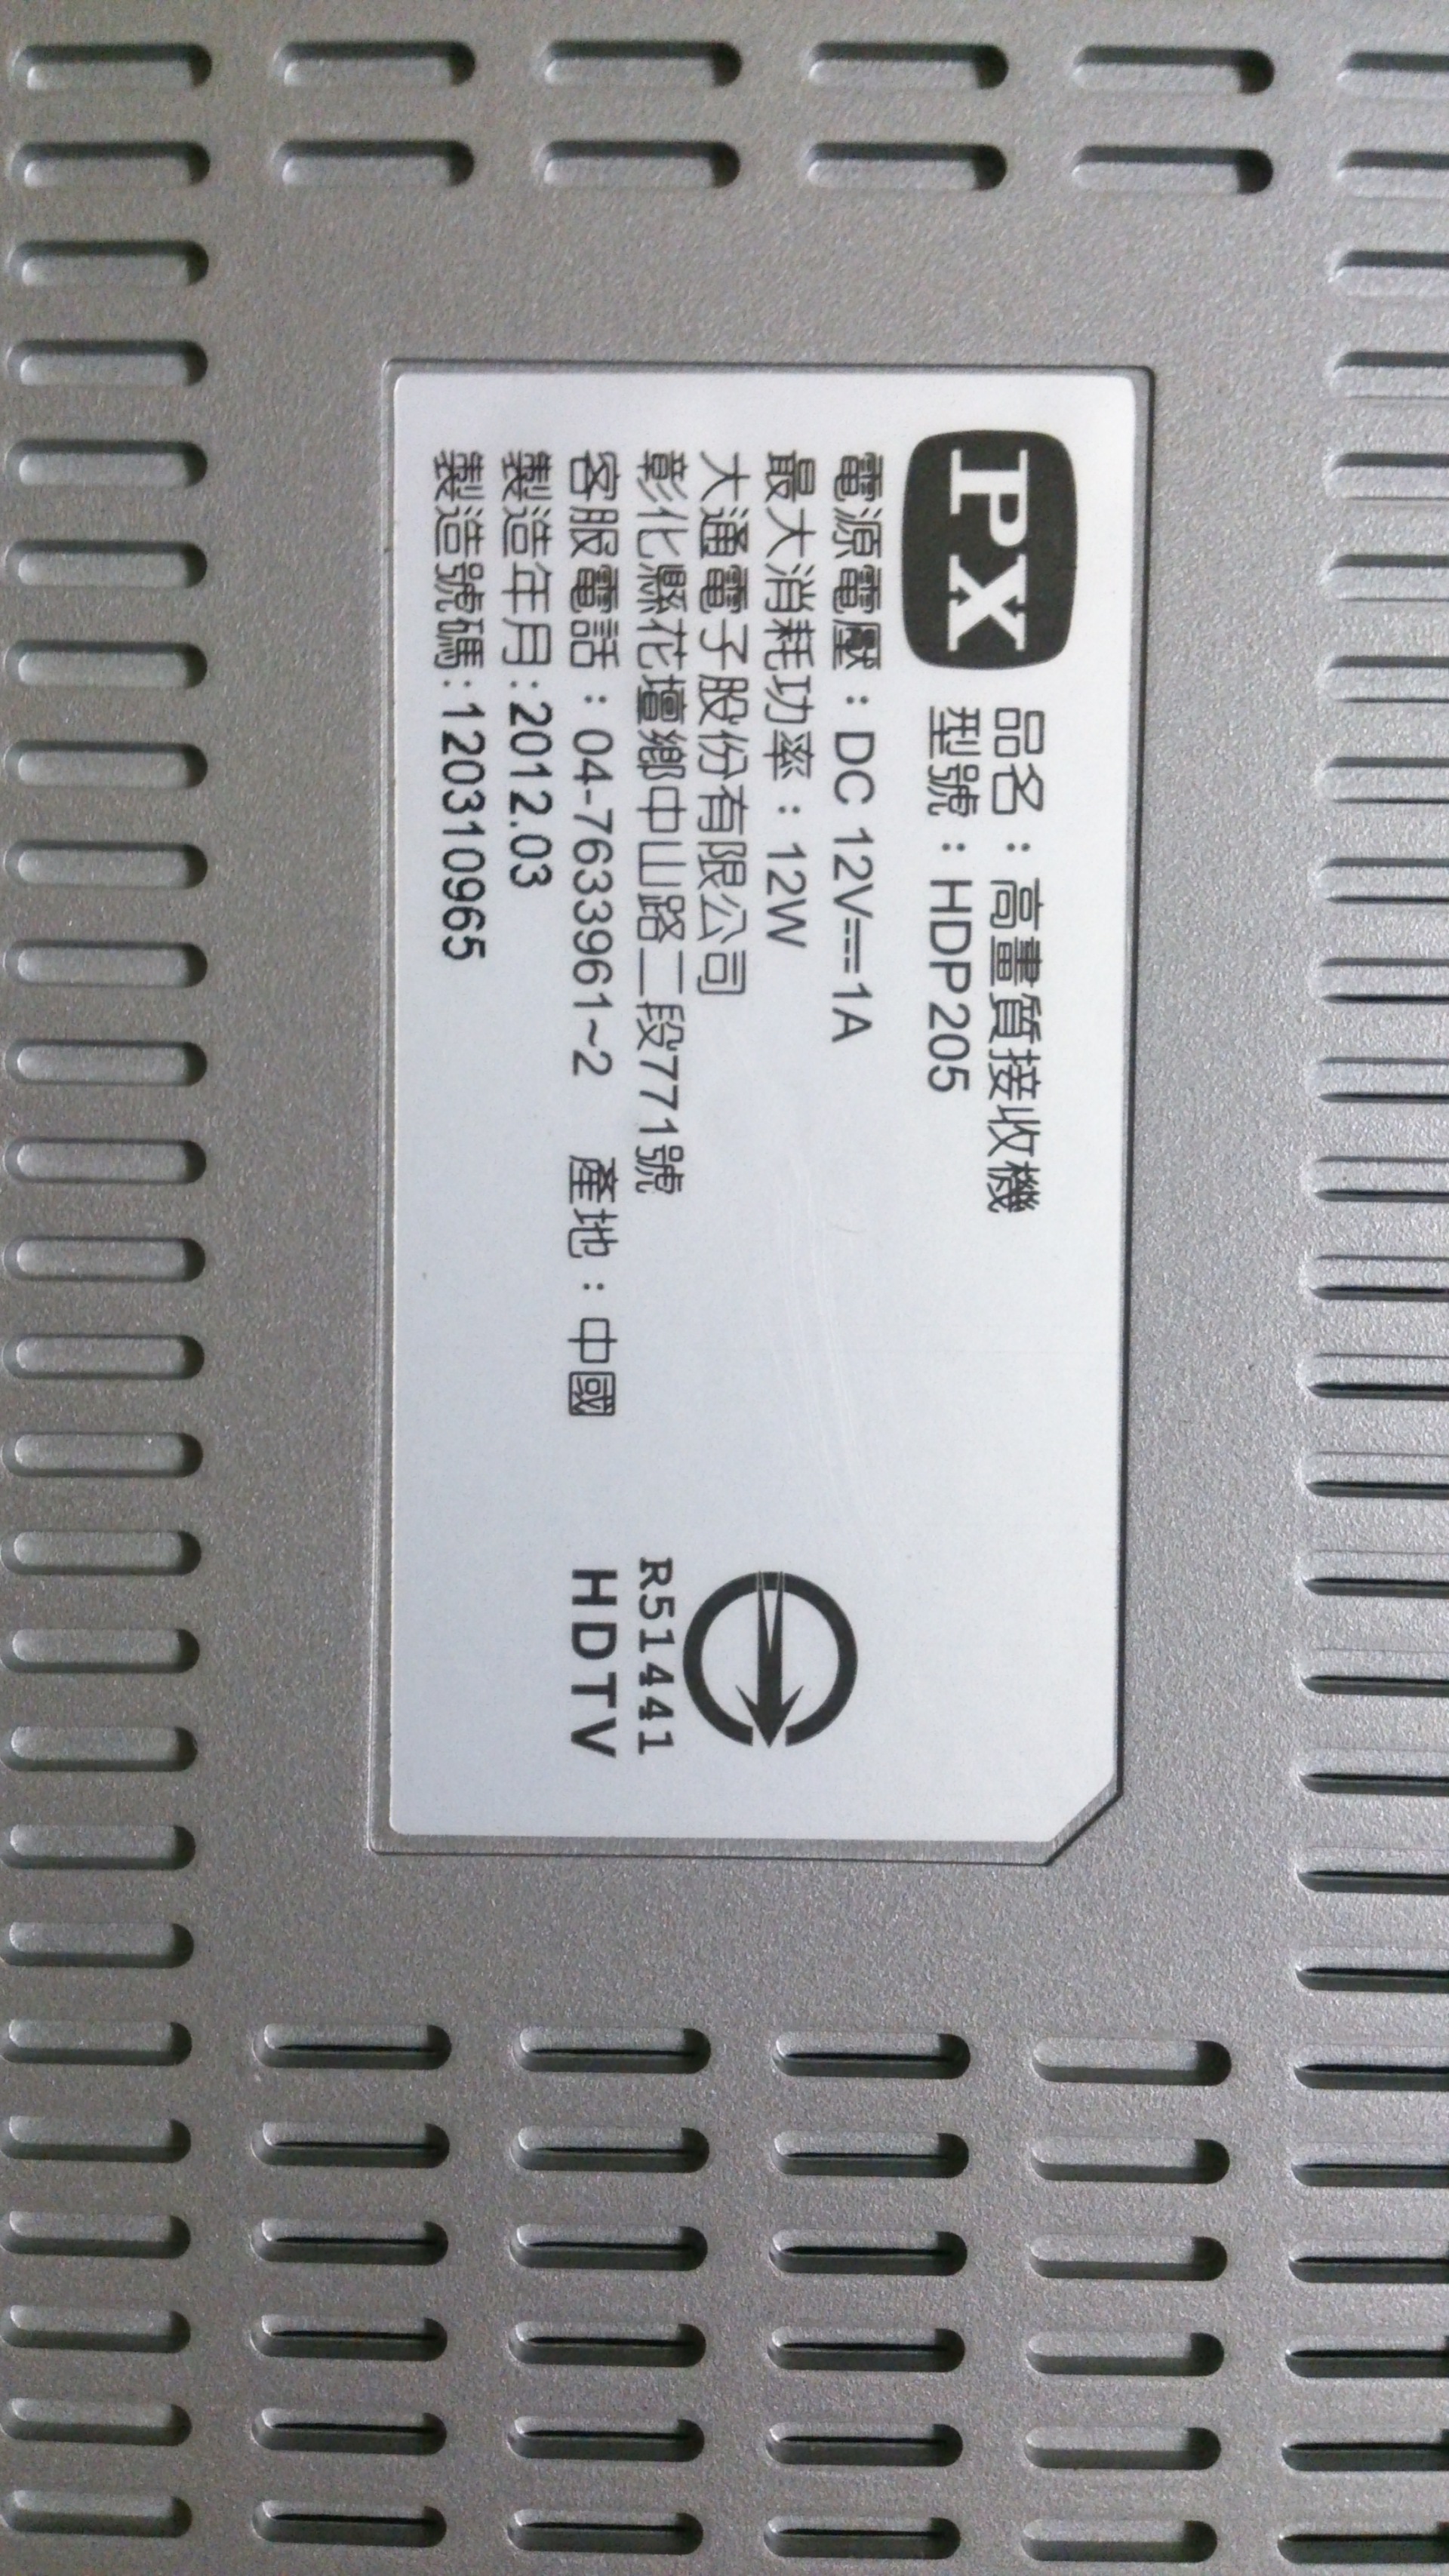 PX
品名：高畫質接收機
型號：HDP205
電源電壓：DC 12V⎓1A
最大消耗功率：12W
大通電子股份有限公司
彰化縣花壇鄉中山路二段771號
客服電話：04-7633961~2 產地：中國
製造年月:2012.03
製造號碼:120310965
R51441
HDTV